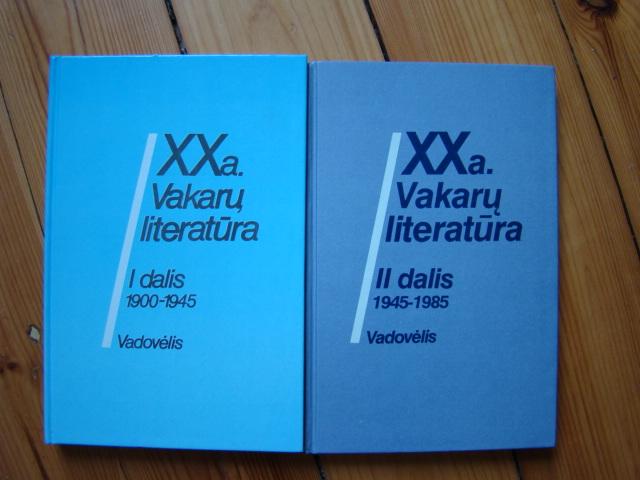 XXa.
Vakarų
literatūra
I dalis
1900-1945
Vadovėlis
XXa.
Vakarų
literatūra
II dalis
1945-1985
Vadovėlis